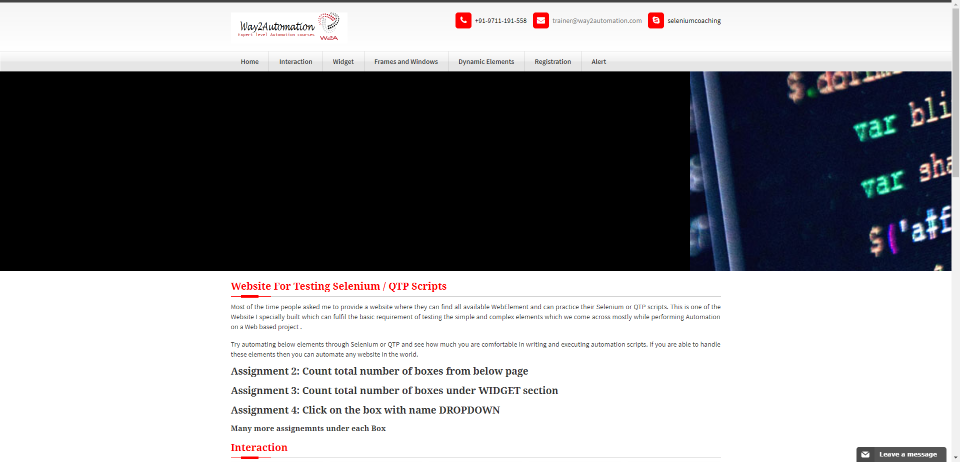 Way2Automation
Expert level Automation courses
W2A
+91-9711-191-558
trainer@way2automation.com
seleniumcoaching
Home
Interaction
Widget
Frames and Windows
Dynamic Elements
Registration
Alert
$.dolim
var bli
var sha
$('aff
Website For Testing Selenium / QTP Scripts
Most of the time people asked me to provide a website where they can find all available WebElement and can practice their Selenium or QTP scripts. This is one of the
Website I specially built which can fulfil the basic requirement of testing the simple and complex elements which we come across mostly while performing Automation
on a Web based project .
Try automating below elements through Selenium or QTP and see how much you are comfortable in writing and executing automation scripts. If you are able to handle
these elements then you can automate any website in the world.
Assignment 2: Count total number of boxes from below page
Assignment 3: Count total number of boxes under WIDGET section
Assignment 4: Click on the box with name DROPDOWN
Many more assignemnts under each Box
Interaction
Leave a message